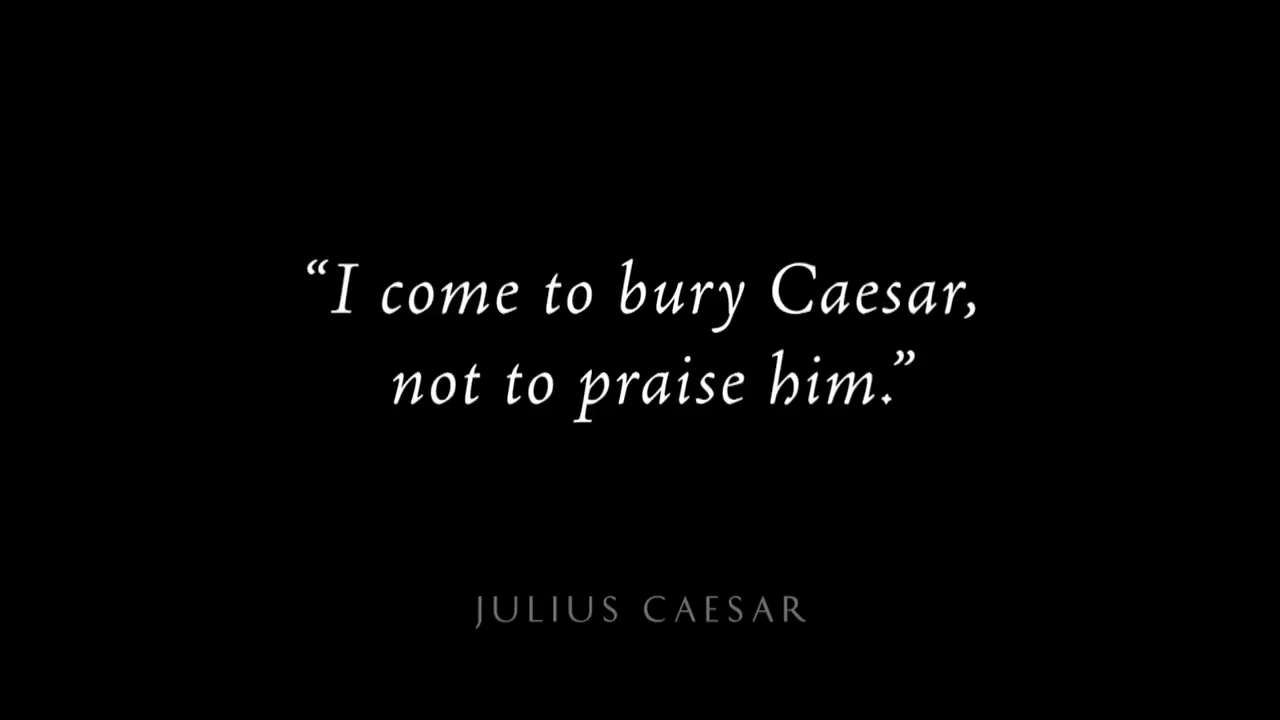 “I come to bury Caesar,
not to praise him.”
JULIUS CAESAR